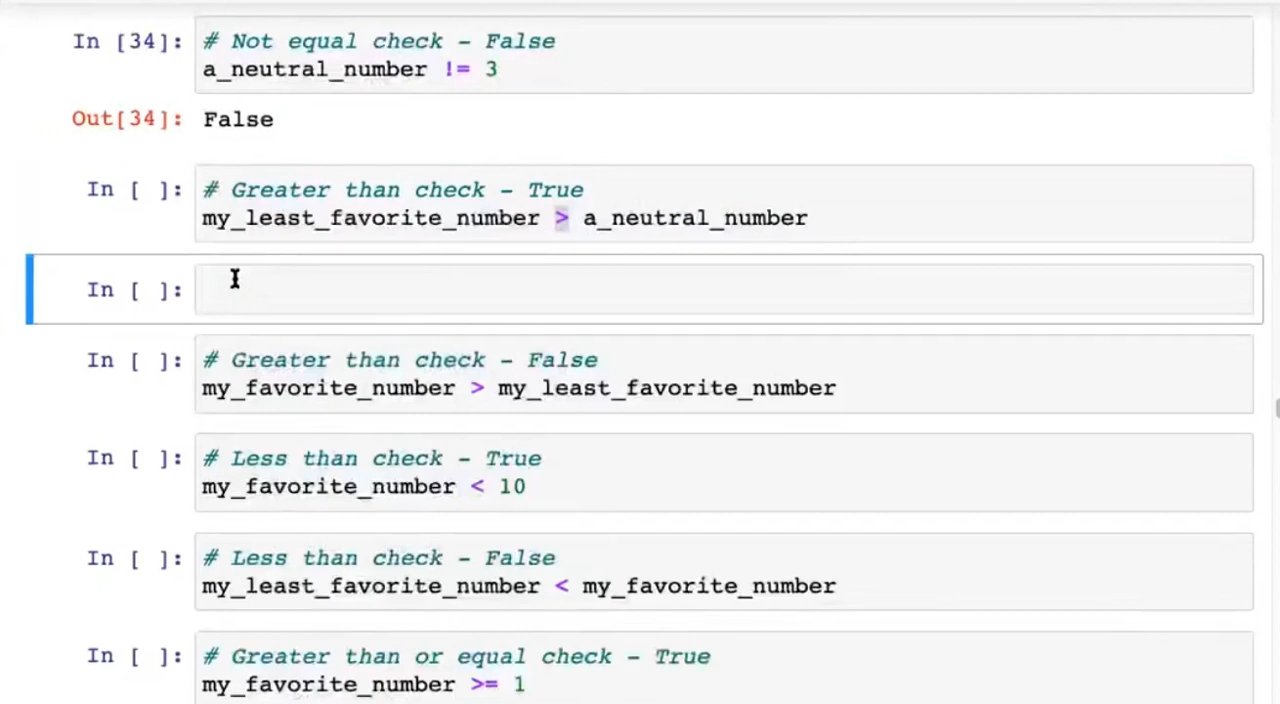 In [34]: # Not equal check - False
a_neutral_number != 3
Out[34]: False
In [ ]: # Greater than check - True
my_least_favorite_number > a_neutral_number
In [ ]:
In [ ]: # Greater than check - False
my_favorite_number > my_least_favorite_number
In [ ]: # Less than check - True
my_favorite_number < 10
In [ ]: # Less than check - False
my_least_favorite_number < my_favorite_number
In [ ]: # Greater than or equal check - True
my_favorite_number >= 1